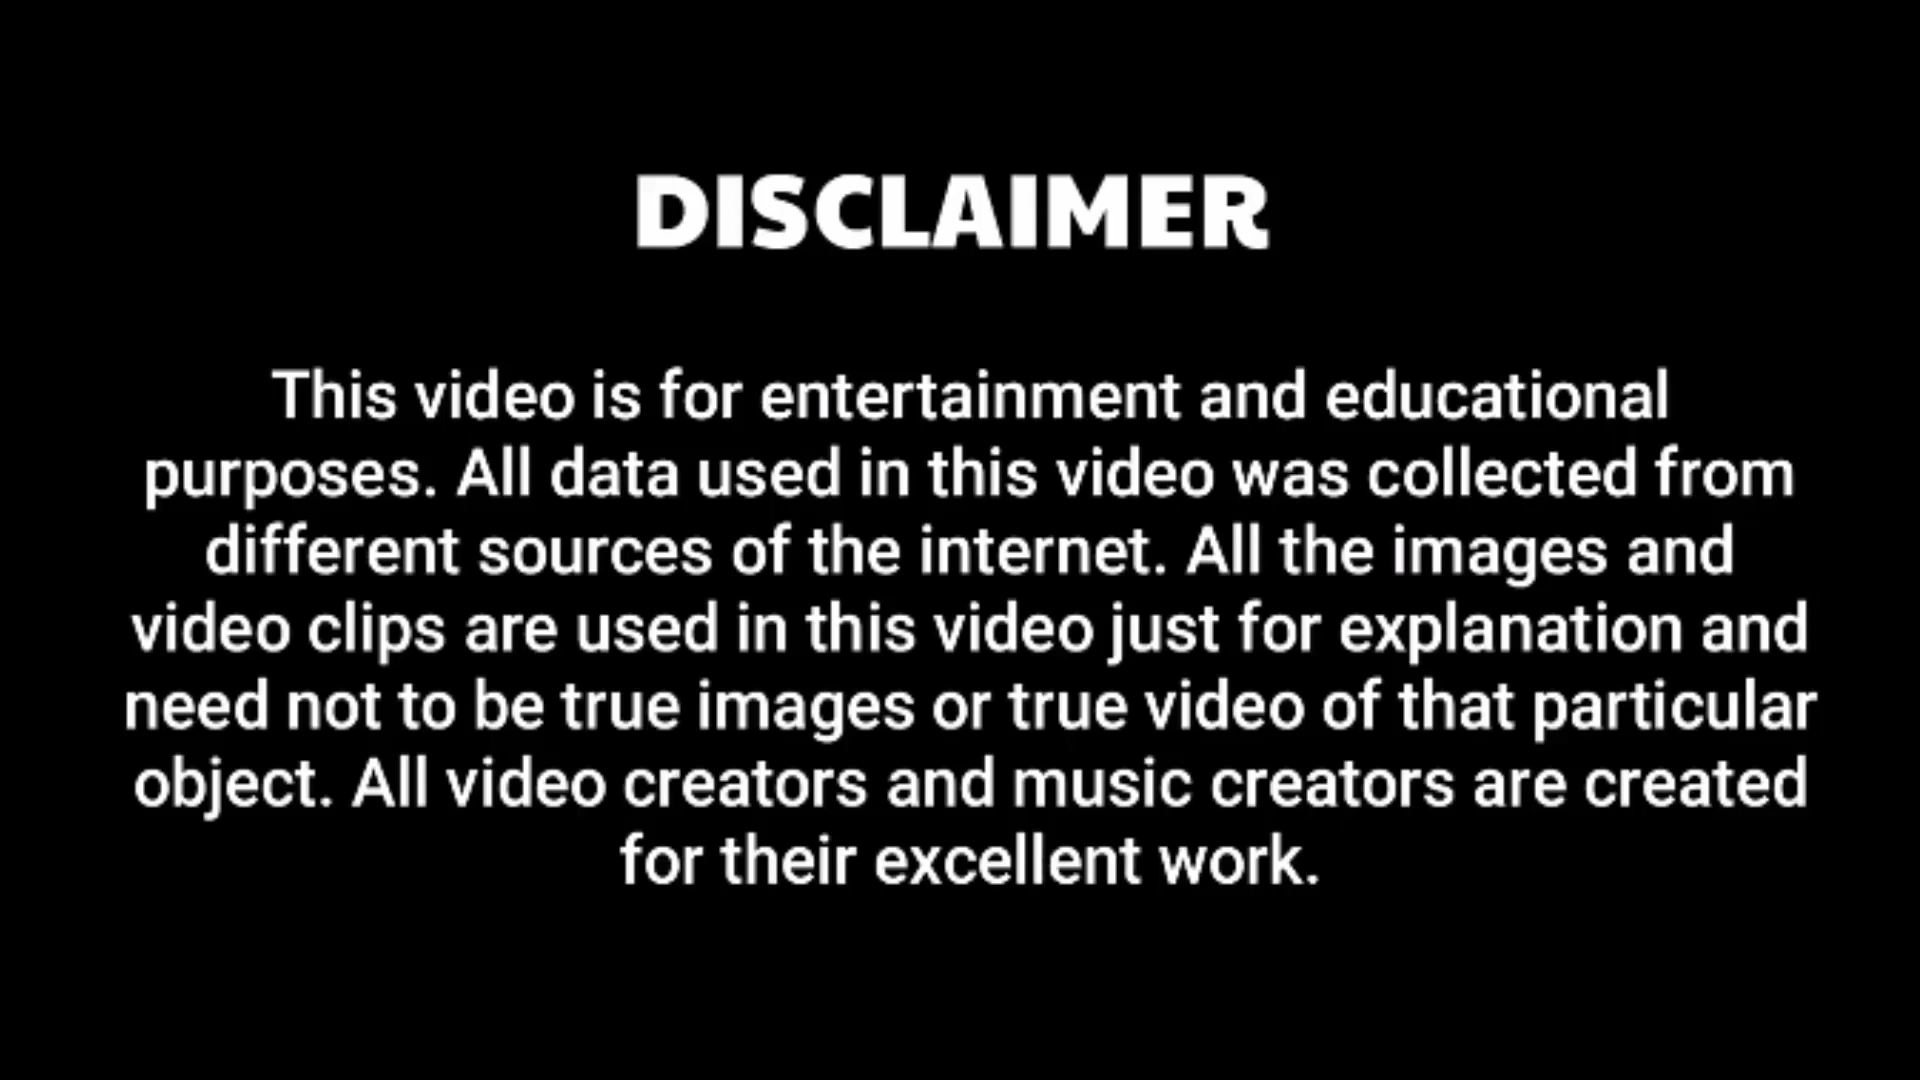 DISCLAIMER
This video is for entertainment and educational
purposes. All data used in this video was collected from
different sources of the internet. All the images and
video clips are used in this video just for explanation and
need not to be true images or true video of that particular
object. All video creators and music creators are created
for their excellent work.